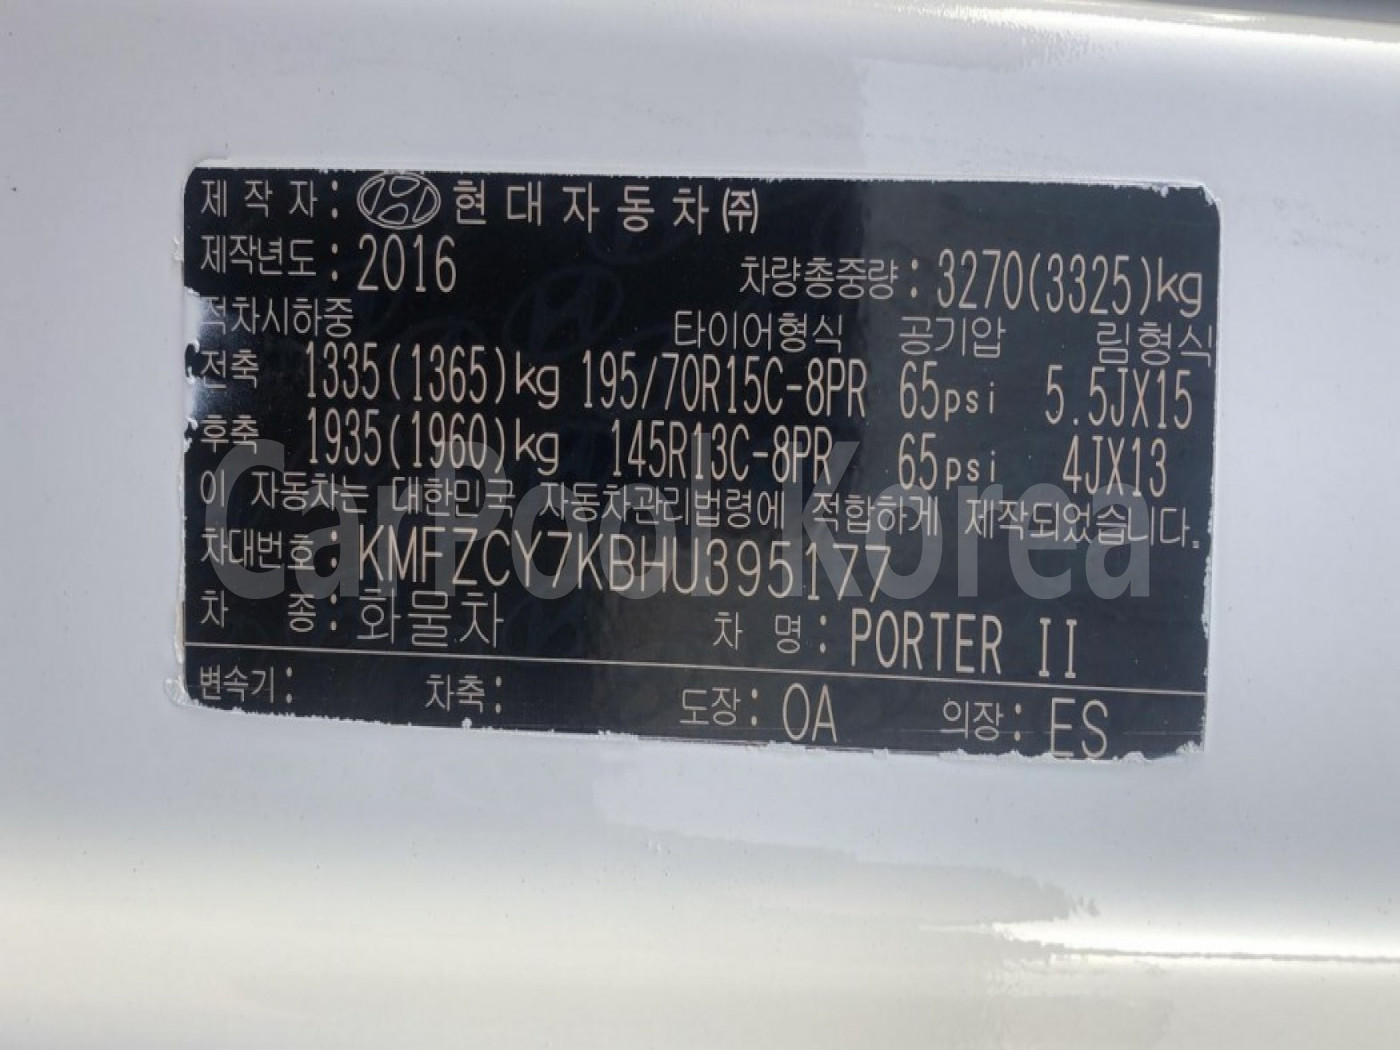 제 작 자 : 현대자동차㈜
제작년도 : 2016 차량총중량 : 3270(3325)kg
적차시하중 타이어형식 공기압 림형식
전축 1335(1365)kg 195/70R15C-8PR 65psi 5.5JX15
후축 1935(1960)kg 145R13C-8PR 65psi 4JX13
이 자동차는 대한민국 자동차관리법령에 적합하게 제작되었습니다.
차대번호 : KMFZCY7KBHU395177
차 종 : 화물차 차 명 : PORTER II
변속기 : 차축 : 도장 : OA 의장 : ES
CarPool Korea